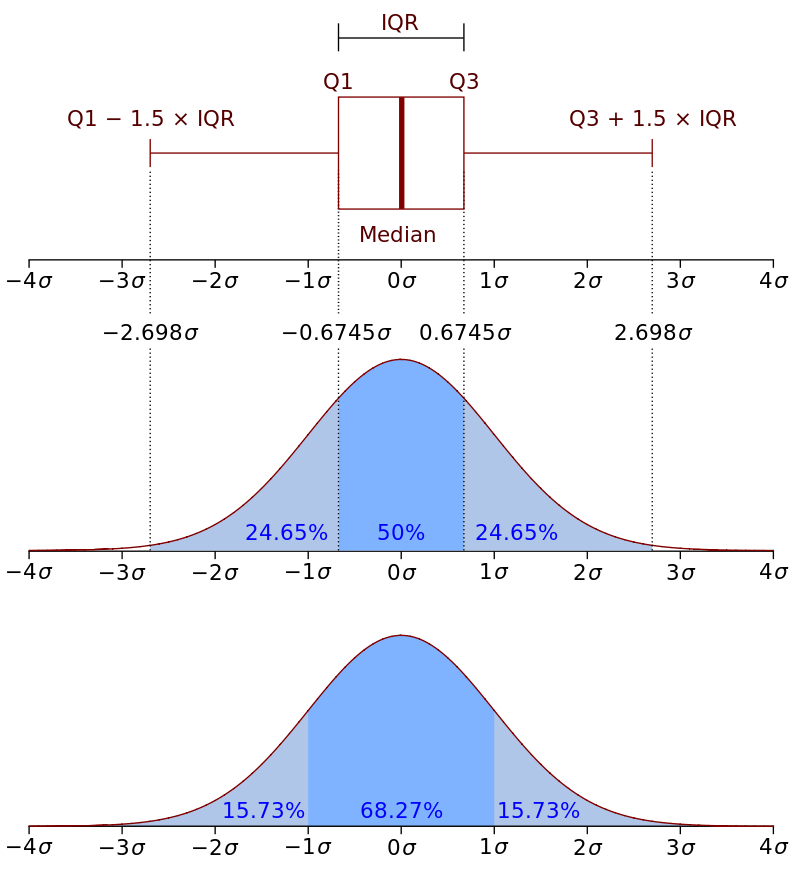 IQR
Q1 Q3
Q1 − 1.5 × IQR Q3 + 1.5 × IQR
Median
−4σ −3σ −2σ −1σ 0σ 1σ 2σ 3σ 4σ
−2.698σ −0.6745σ 0.6745σ 2.698σ
24.65% 50% 24.65%
−4σ −3σ −2σ −1σ 0σ 1σ 2σ 3σ 4σ
15.73% 68.27% 15.73%
−4σ −3σ −2σ −1σ 0σ 1σ 2σ 3σ 4σ